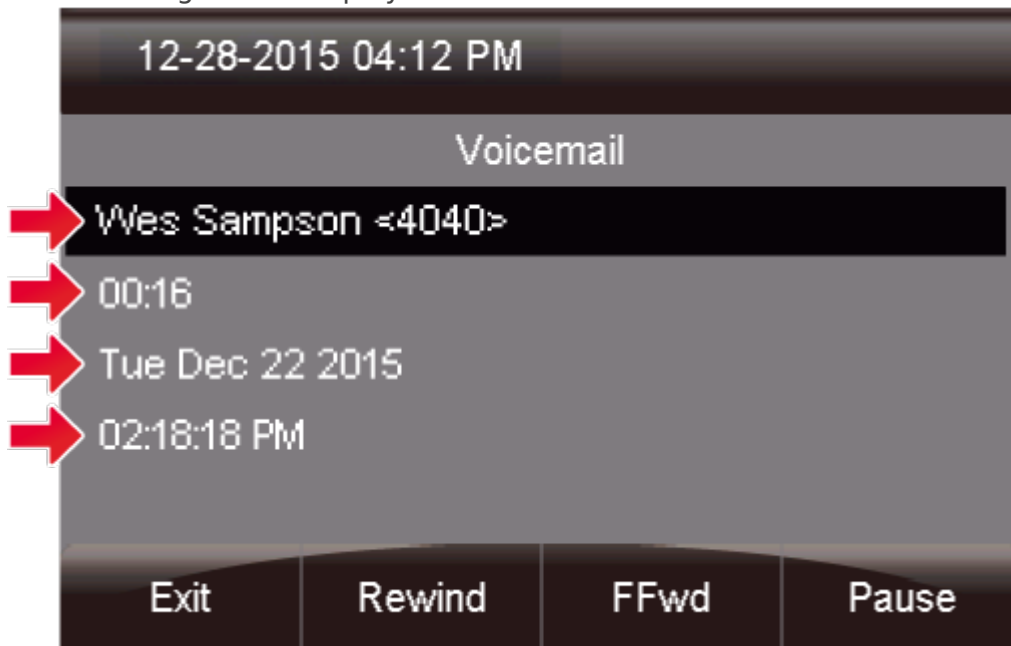 12-28-2015 04:12 PM
Voicemail
Wes Sampson <4040>
00:16
Tue Dec 22 2015
02:18:18 PM
Exit Rewind FFwd Pause